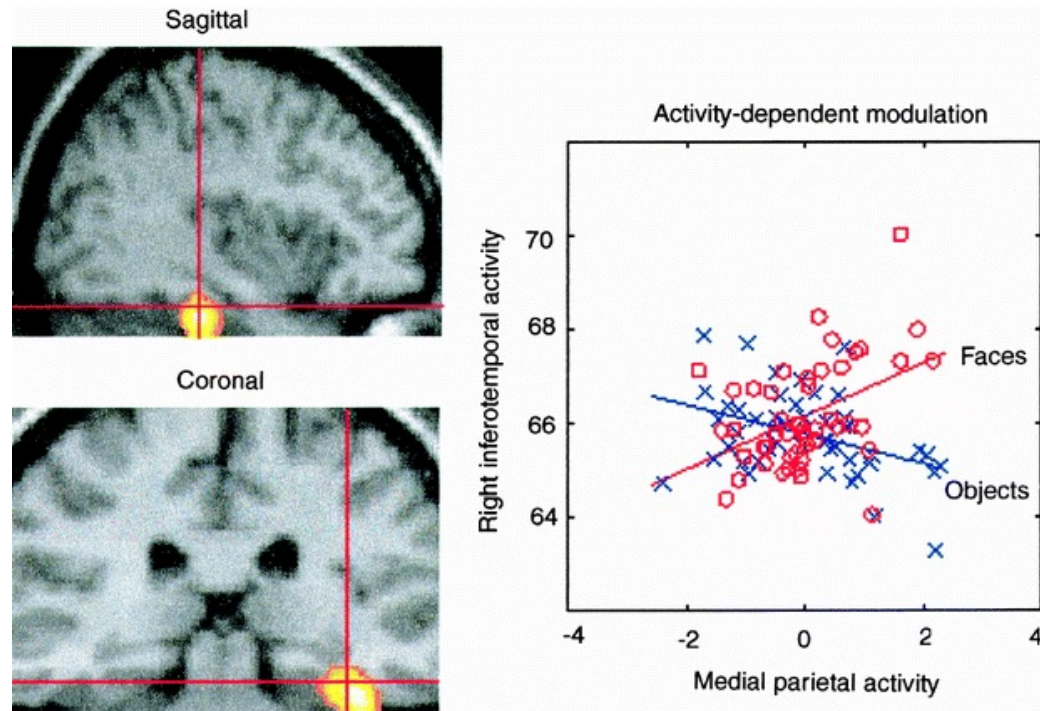 Sagittal
Coronal
Activity-dependent modulation
Right inferotemporal activity
70
68
66
64
Faces
Objects
-4
-2
0
2
4
Medial parietal activity